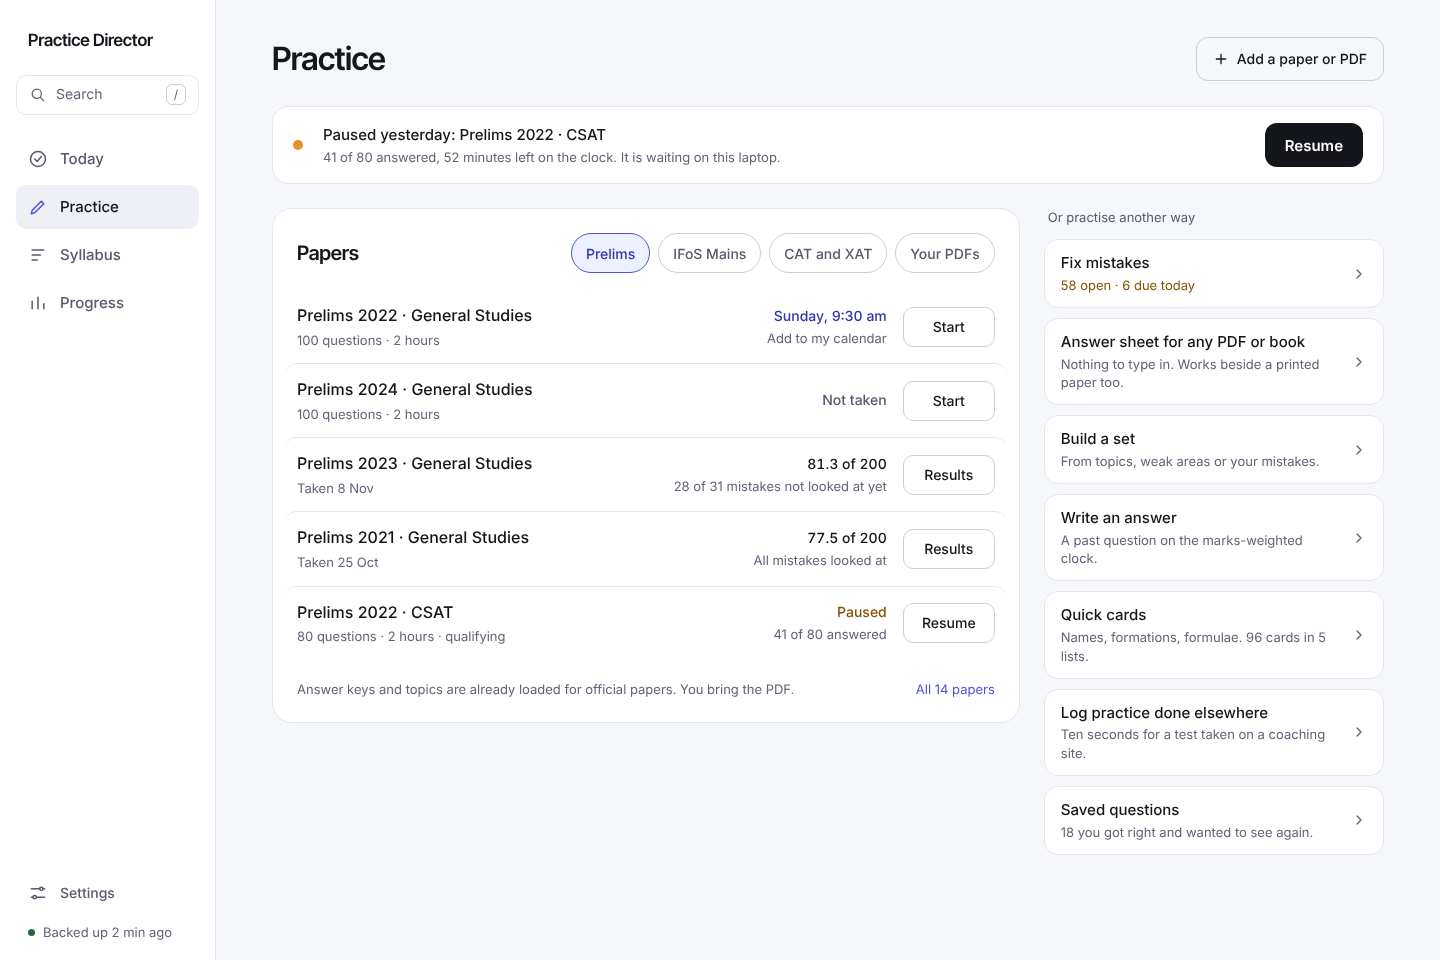 Practice Director
Search
/
Today
Practice
Syllabus
Progress
Settings
Backed up 2 min ago
Practice
+ Add a paper or PDF
Paused yesterday: Prelims 2022 · CSAT
41 of 80 answered, 52 minutes left on the clock. It is waiting on this laptop.
Resume
Papers
Prelims
IFoS Mains
CAT and XAT
Your PDFs
Prelims 2022 · General Studies
100 questions · 2 hours
Sunday, 9:30 am
Add to my calendar
Start
Prelims 2024 · General Studies
100 questions · 2 hours
Not taken
Start
Prelims 2023 · General Studies
Taken 8 Nov
81.3 of 200
28 of 31 mistakes not looked at yet
Results
Prelims 2021 · General Studies
Taken 25 Oct
77.5 of 200
All mistakes looked at
Results
Prelims 2022 · CSAT
80 questions · 2 hours · qualifying
Paused
41 of 80 answered
Resume
Answer keys and topics are already loaded for official papers. You bring the PDF.
All 14 papers
Or practise another way
Fix mistakes
58 open · 6 due today
Answer sheet for any PDF or book
Nothing to type in. Works beside a printed
paper too.
Build a set
From topics, weak areas or your mistakes.
Write an answer
A past question on the marks-weighted
clock.
Quick cards
Names, formations, formulae. 96 cards in 5
lists.
Log practice done elsewhere
Ten seconds for a test taken on a coaching
site.
Saved questions
18 you got right and wanted to see again.